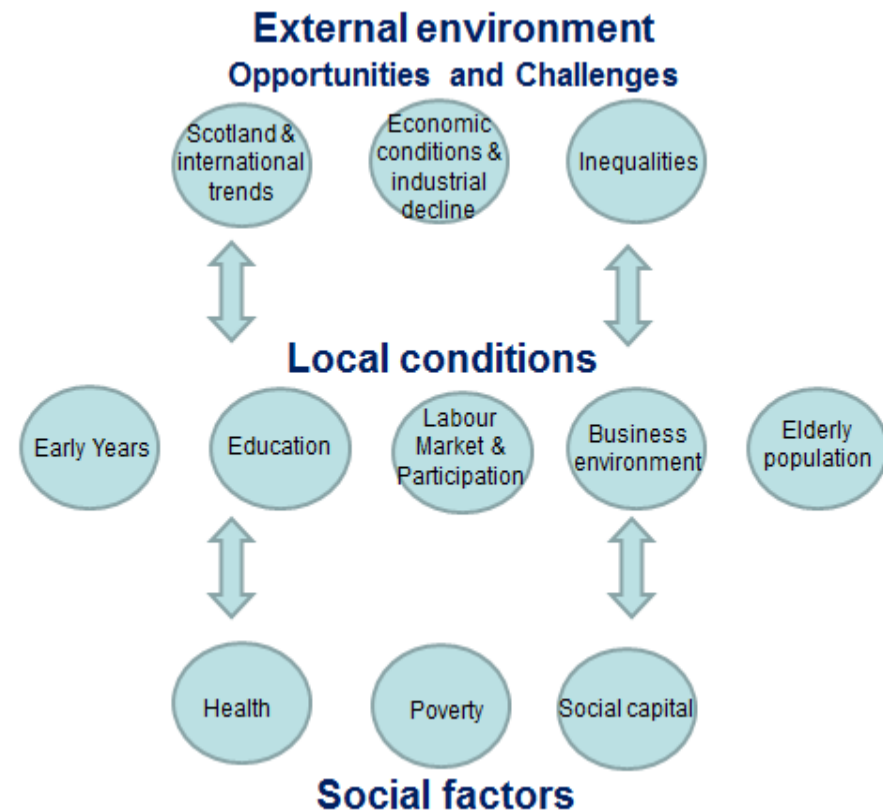 External environment
Opportunities and Challenges
Scotland &
international
trends
Economic
conditions &
industrial
decline
Inequalities
Local conditions
Early Years
Education
Labour
Market &
Participation
Business
environment
Elderly
population
Health
Poverty
Social capital
Social factors